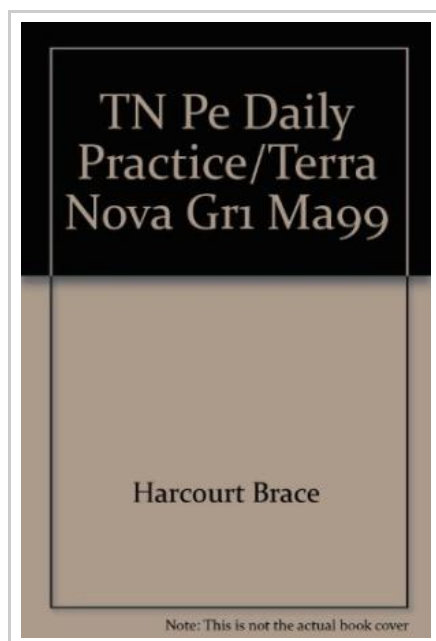 TN Pe Daily
Practice/Terra
Nova Gr1 Ma99
Harcourt Brace
Note: This is not the actual book cover